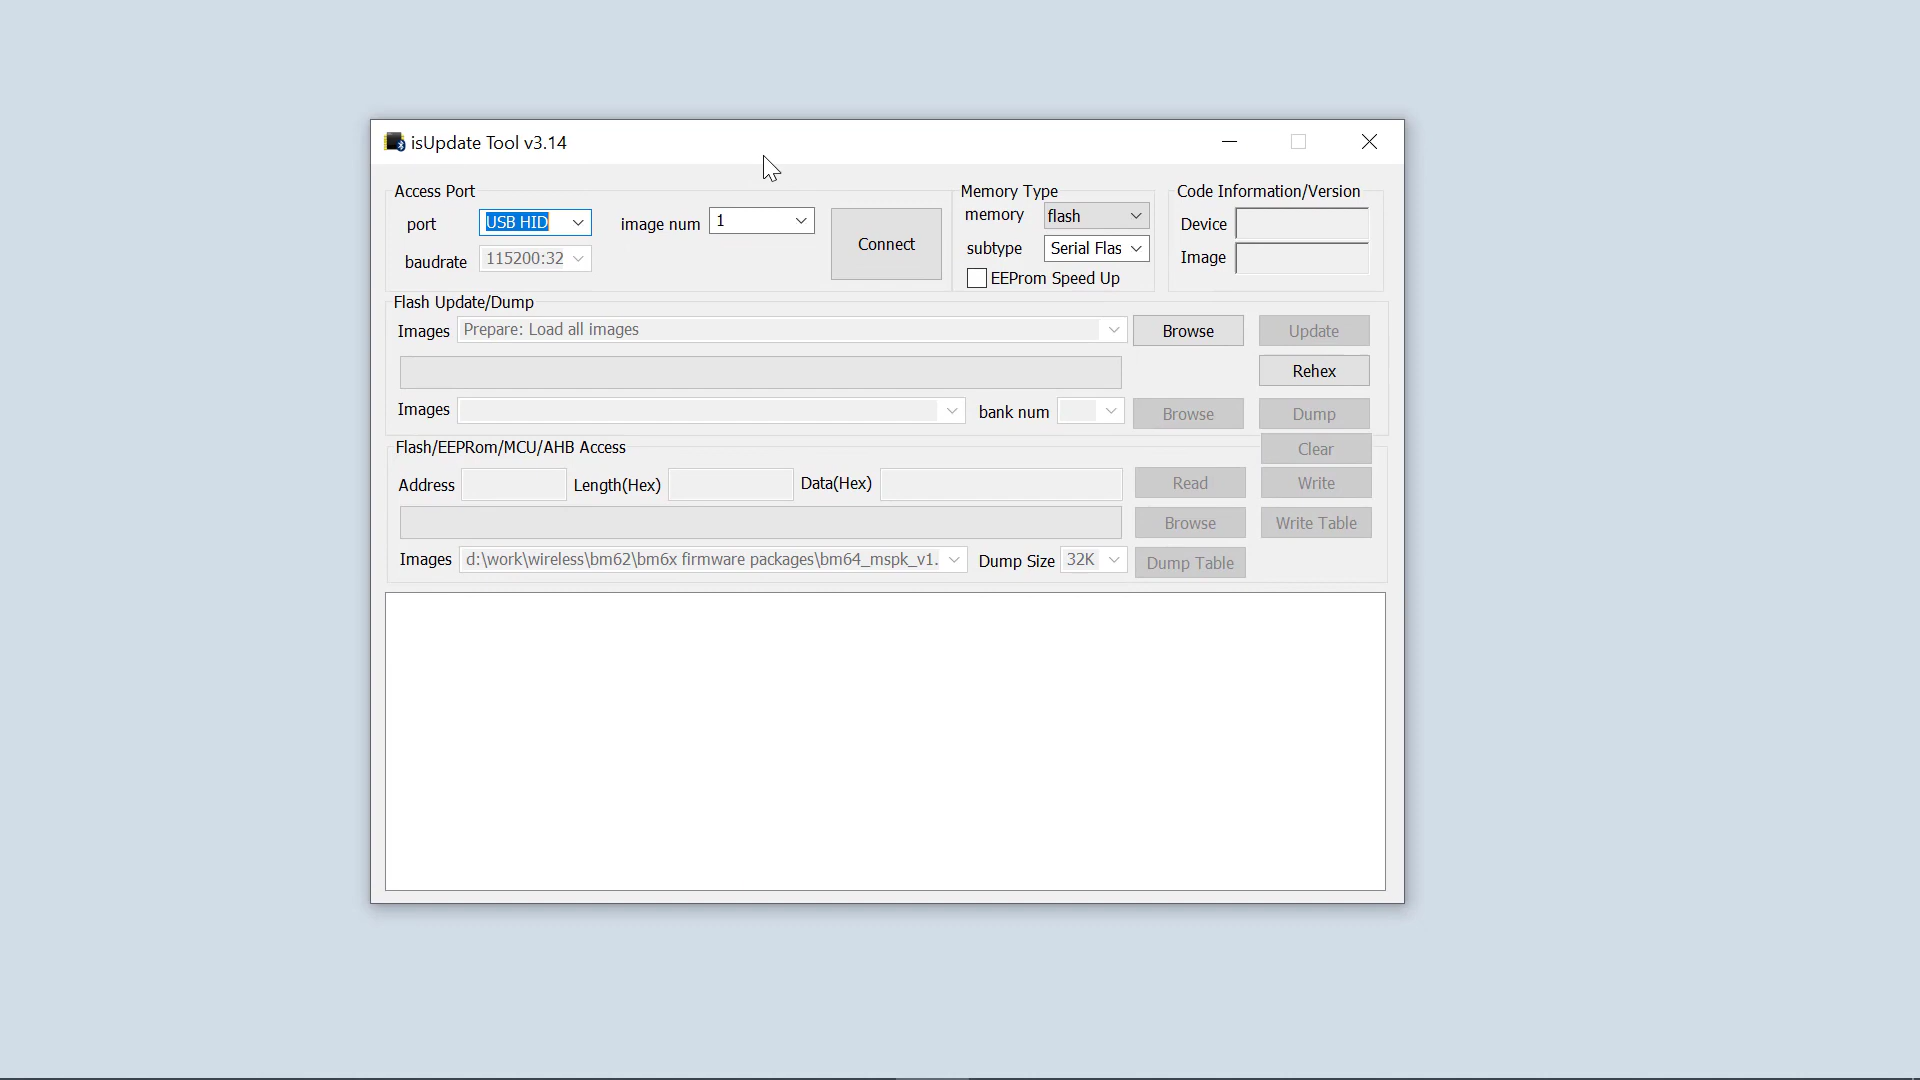 isUpdate Tool v3.14
Access Port
port USB HID image num 1
Connect
baudrate 115200:32
Memory Type
memory flash
subtype Serial Flas
EEProm Speed Up
Code Information/Version
Device
Image
Flash Update/Dump
Images Prepare: Load all images Browse Update
Rehex
Images bank num Browse Dump
Clear
Flash/EEPRom/MCU/AHB Access
Address Length(Hex) Data(Hex) Read Write
Browse Write Table
Images d:\work\wireless\bm62\bm6x firmware packages\bm64_mspk_v1. Dump Size 32K Dump Table